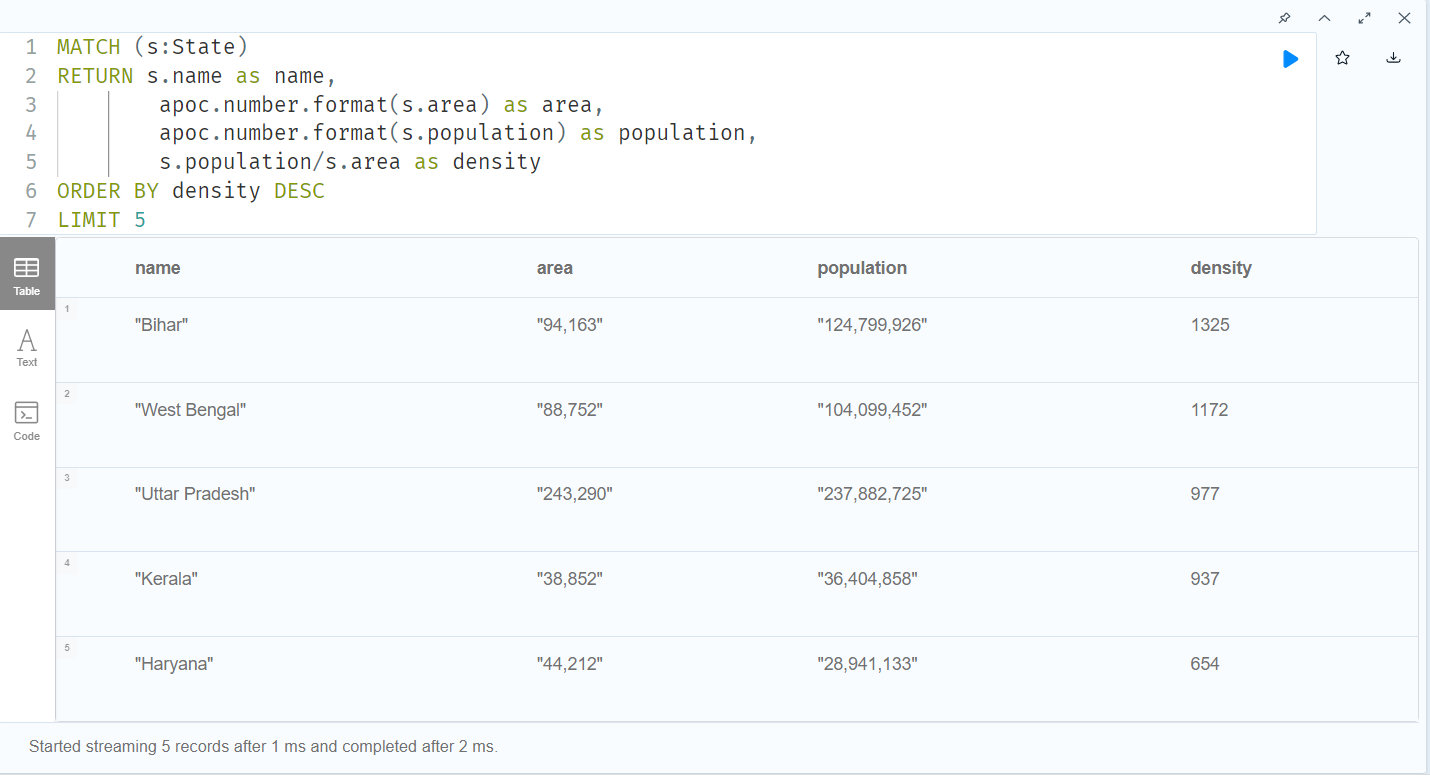 1 MATCH (s:State)
2 RETURN s.name as name,
3 apoc.number.format(s.area) as area,
4 apoc.number.format(s.population) as population,
5 s.population/s.area as density
6 ORDER BY density DESC
7 LIMIT 5
Table
Text
Code
name area population density
1 "Bihar" "94,163" "124,799,926" 1325
2 "West Bengal" "88,752" "104,099,452" 1172
3 "Uttar Pradesh" "243,290" "237,882,725" 977
4 "Kerala" "38,852" "36,404,858" 937
5 "Haryana" "44,212" "28,941,133" 654
Started streaming 5 records after 1 ms and completed after 2 ms.